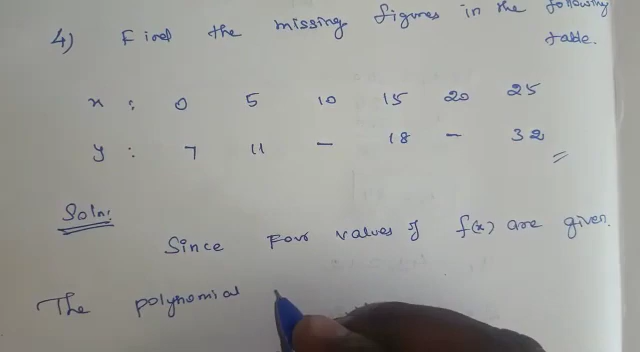 4) Find the missing figures in the following
table.
x : 0 5 10 15 20 25
y : 7 11 — 18 — 32
Soln:
Since Four values of f(x) are given.
The polynomial